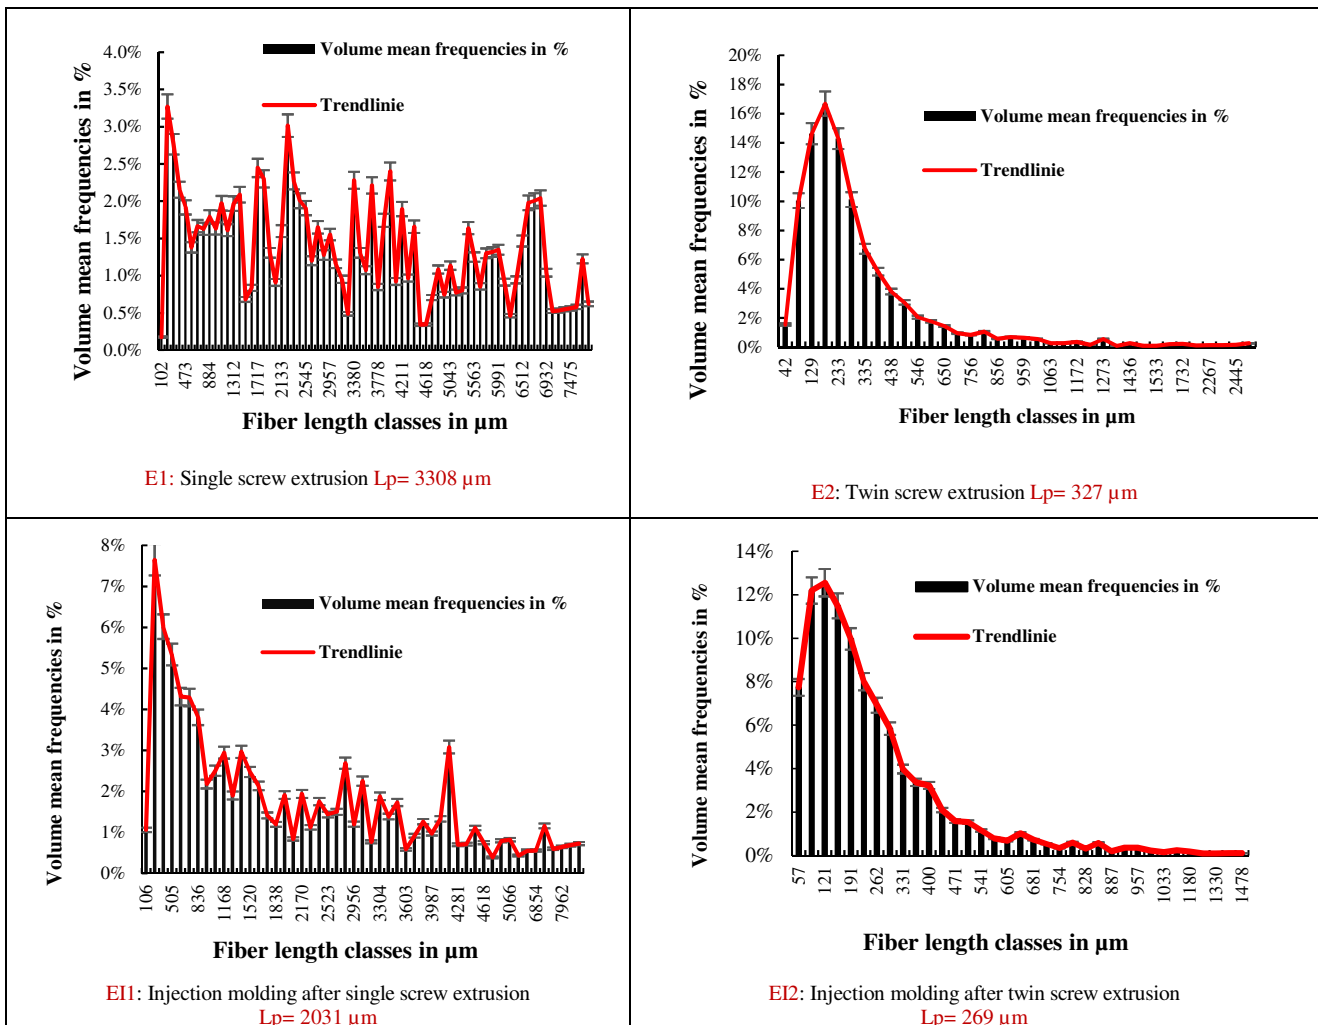 4.0%
3.5%
3.0%
2.5%
2.0%
1.5%
1.0%
0.5%
0.0%
Volume mean frequencies in %
Volume mean frequencies in %
Trendlinie
102 473 884 1312 1717 2133 2545 2957 3380 3778 4211 4618 5043 5563 5991 6512 6932 7475
Fiber length classes in µm
E1: Single screw extrusion Lp= 3308 µm
20%
18%
16%
14%
12%
10%
8%
6%
4%
2%
0%
Volume mean frequencies in %
Volume mean frequencies in %
Trendlinie
42 129 233 335 438 546 650 756 856 959 1063 1172 1273 1436 1533 1732 2267 2445
Fiber length classes in µm
E2: Twin screw extrusion Lp= 327 µm
8%
7%
6%
5%
4%
3%
2%
1%
0%
Volume mean frequencies in %
Volume mean frequencies in %
Trendlinie
106 505 836 1168 1520 1838 2170 2523 2956 3304 3603 3987 4281 4618 5066 6854 7962
Fiber length classes in µm
EI1: Injection molding after single screw extrusion
Lp= 2031 µm
14%
12%
10%
8%
6%
4%
2%
0%
Volume mean frequencies in %
Volume mean frequencies in %
Trendlinie
57 121 191 262 331 400 471 541 605 681 754 828 887 957 1033 1180 1330 1478
Fiber length classes in µm
EI2: Injection molding after twin screw extrusion
Lp= 269 µm